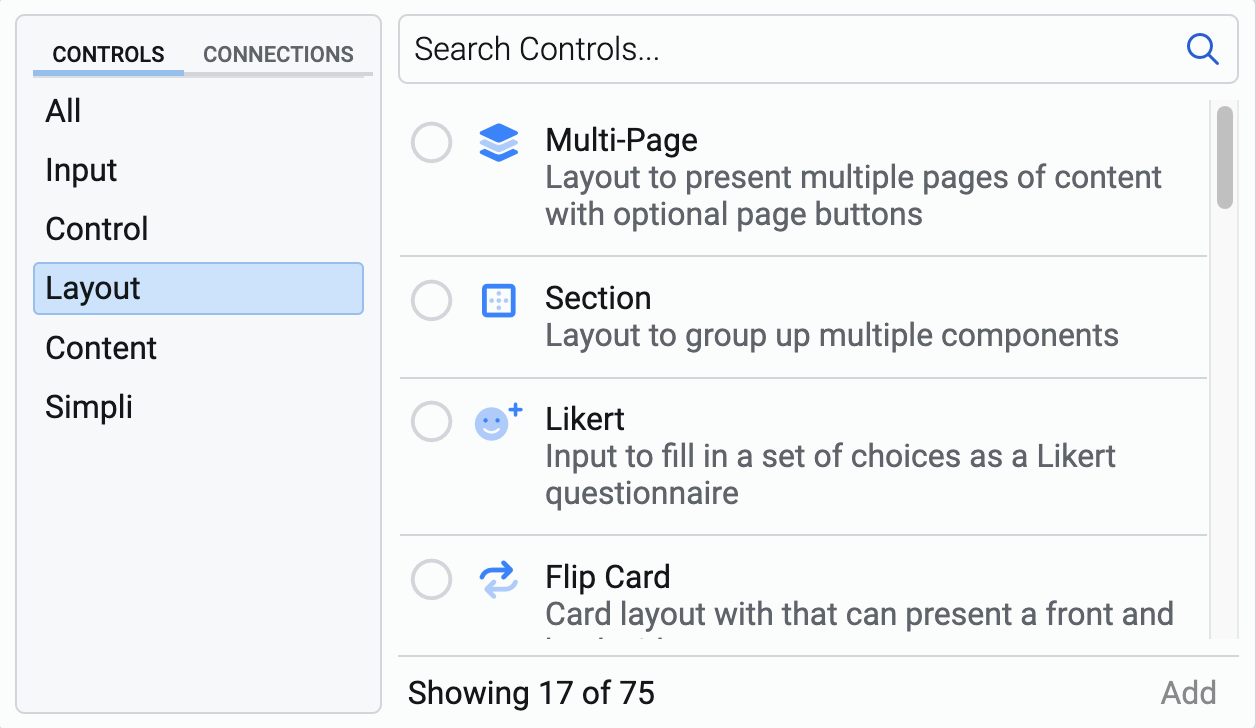 CONTROLS CONNECTIONS
All
Input
Control
Layout
Content
Simpli
Search Controls...
Multi-Page
Layout to present multiple pages of content
with optional page buttons
Section
Layout to group up multiple components
Likert
Input to fill in a set of choices as a Likert
questionnaire
Flip Card
Card layout with that can present a front and
Showing 17 of 75
Add